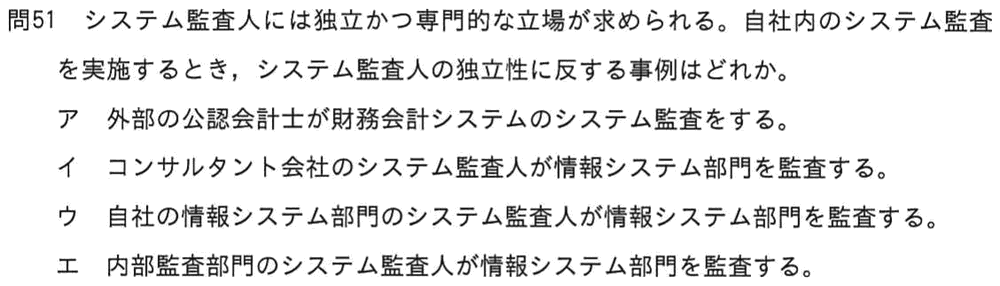 問51　システム監査人には独立かつ専門的な立場が求められる。自社内のシステム監査
を実施するとき，システム監査人の独立性に反する事例はどれか。
ア　外部の公認会計士が財務会計システムのシステム監査をする。
イ　コンサルタント会社のシステム監査人が情報システム部門を監査する。
ウ　自社の情報システム部門のシステム監査人が情報システム部門を監査する。
エ　内部監査部門のシステム監査人が情報システム部門を監査する。